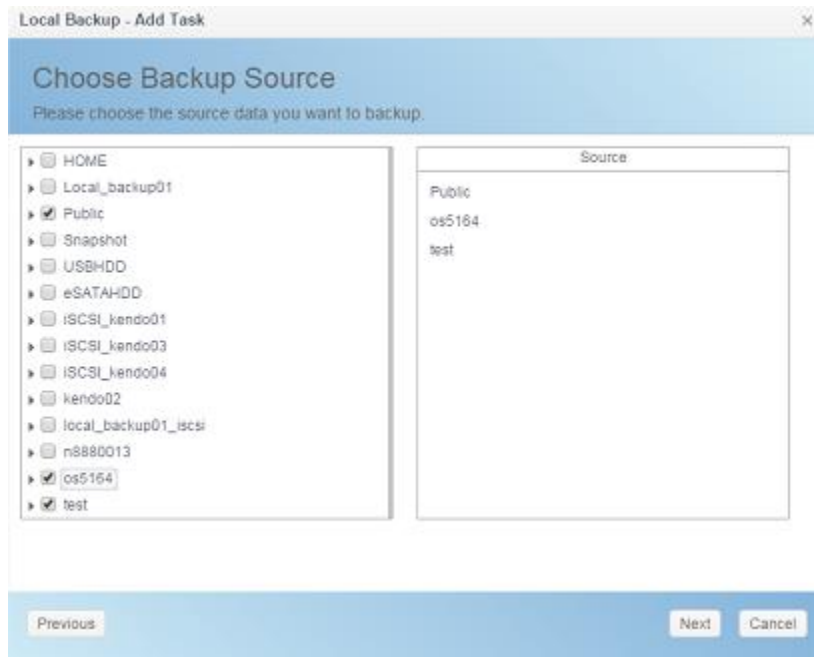 Local Backup - Add Task
Choose Backup Source
Please choose the source data you want to backup.
HOME
Local_backup01
Public
Snapshot
USBHDD
eSATAHDD
iSCSI_kendo01
iSCSI_kendo03
iSCSI_kendo04
kendo02
local_backup01_iscsi
n8880013
os5164
test
Source
Public
os5164
test
Previous
Next
Cancel